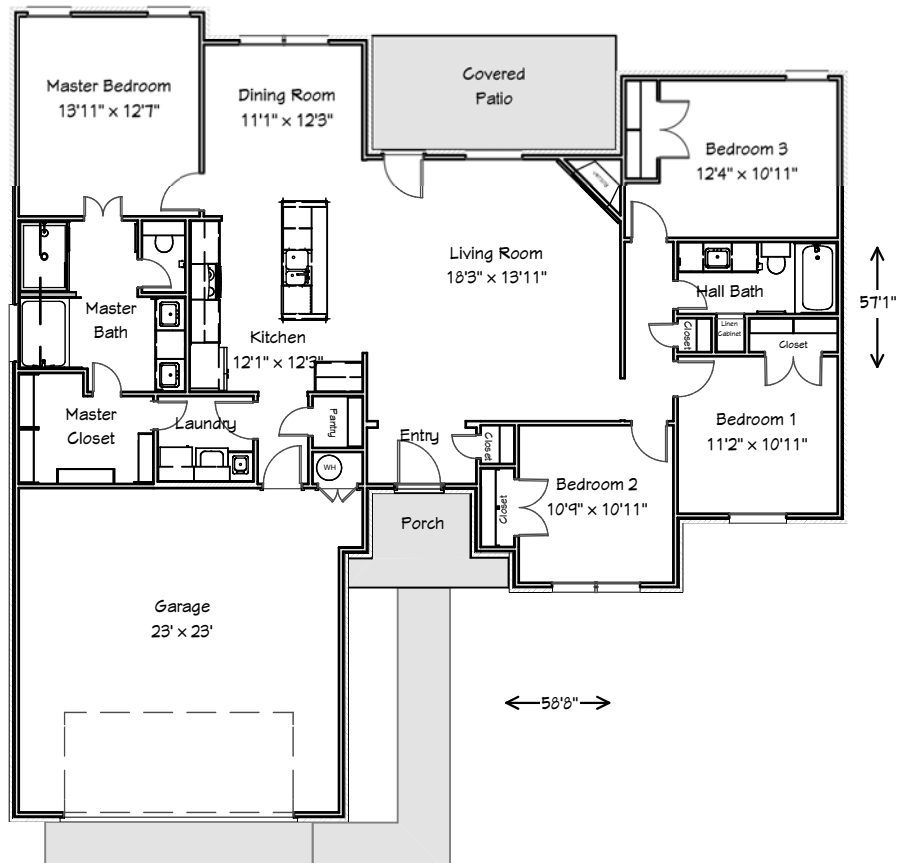 Master Bedroom
13'11" x 12'7"
Dining Room
11'1" x 12'3"
Covered
Patio
Bedroom 3
12'4" x 10'11"
Living Room
18'3" x 13'11"
Hall Bath
57'1"
Master
Bath
Kitchen
12'1" x 12'3"
Closet
Linen
Cabinet
Closet
Master
Closet
Laundry
Pantry
Entry
Closet
Bedroom 1
11'2" x 10'11"
WH
Closet
Bedroom 2
10'9" x 10'11"
Porch
Garage
23' x 23'
58'8"